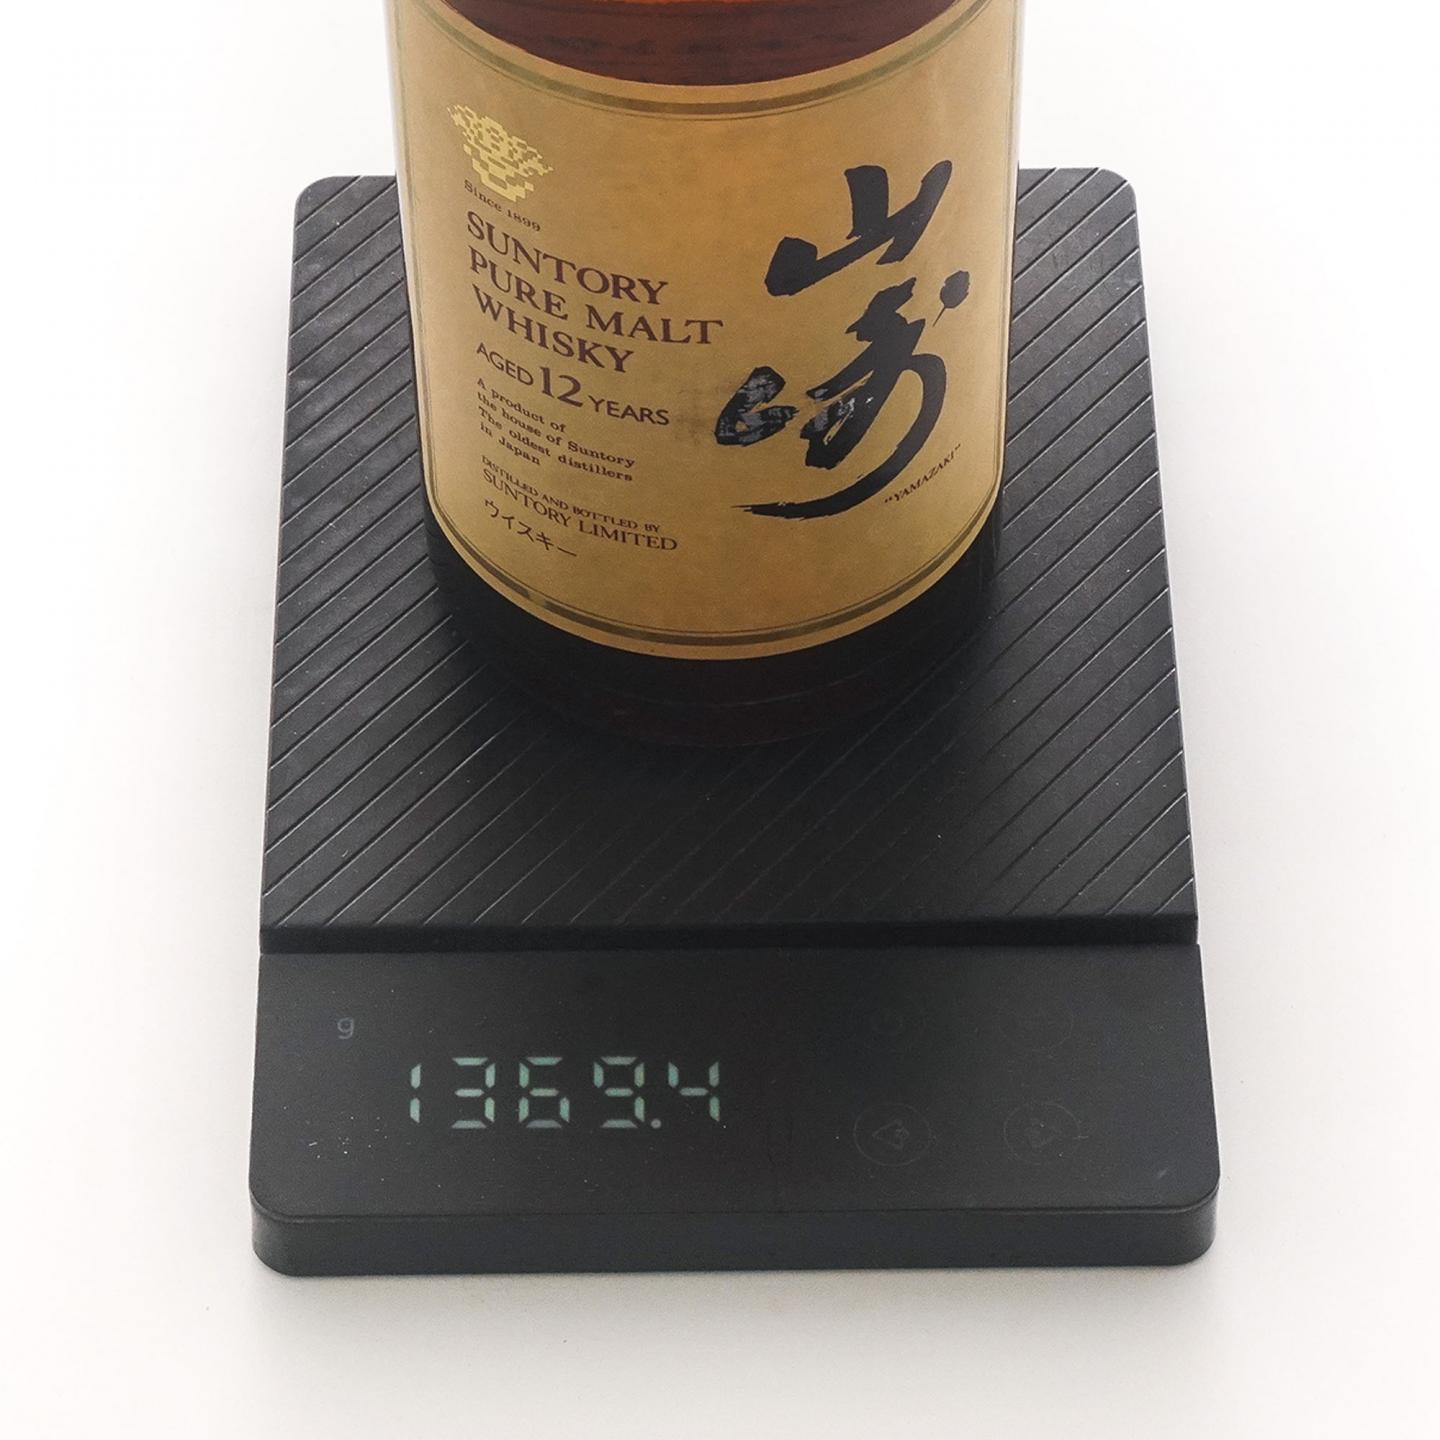 Since 1899
SUNTORY
PURE MALT
WHISKY
AGED 12 YEARS
A product of
the house of Suntory
The oldest distillers
in Japan
DISTILLED AND BOTTLED BY
SUNTORY LIMITED
ウイスキー
山崎
"YAMAZAKI"
g
1369.4